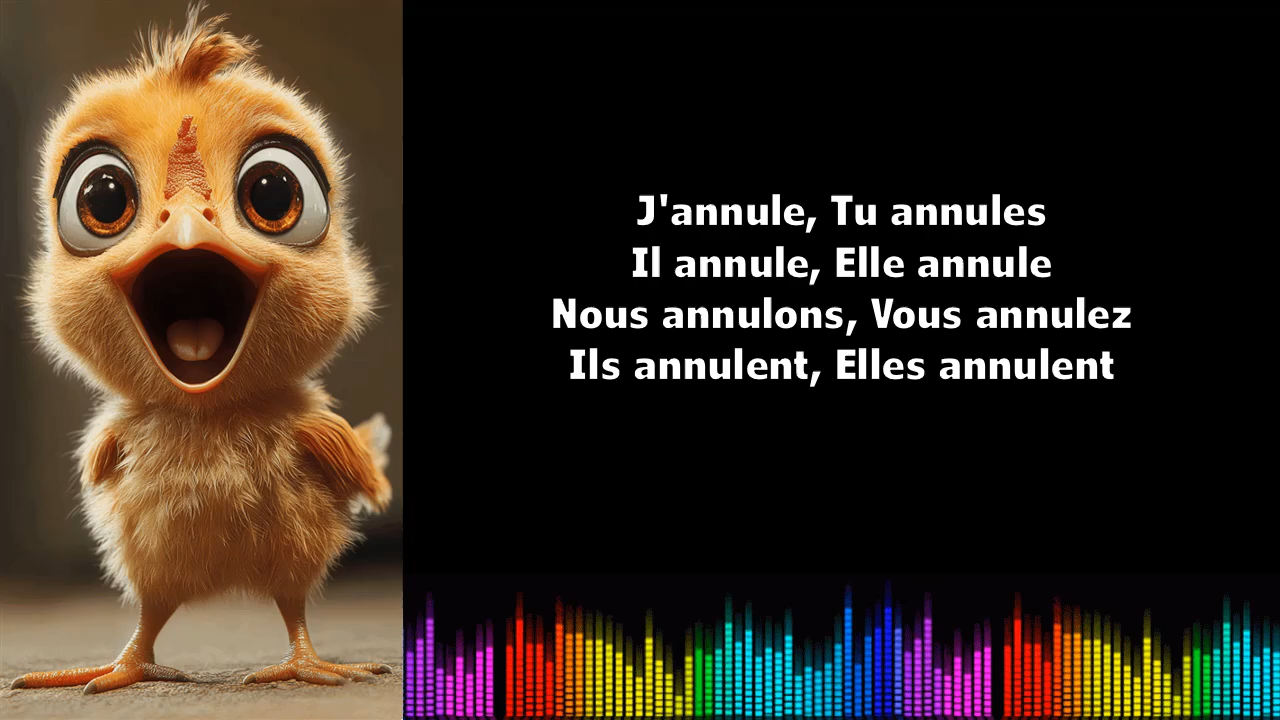 J'annule, Tu annules
Il annule, Elle annule
Nous annulons, Vous annulez
Ils annulent, Elles annulent